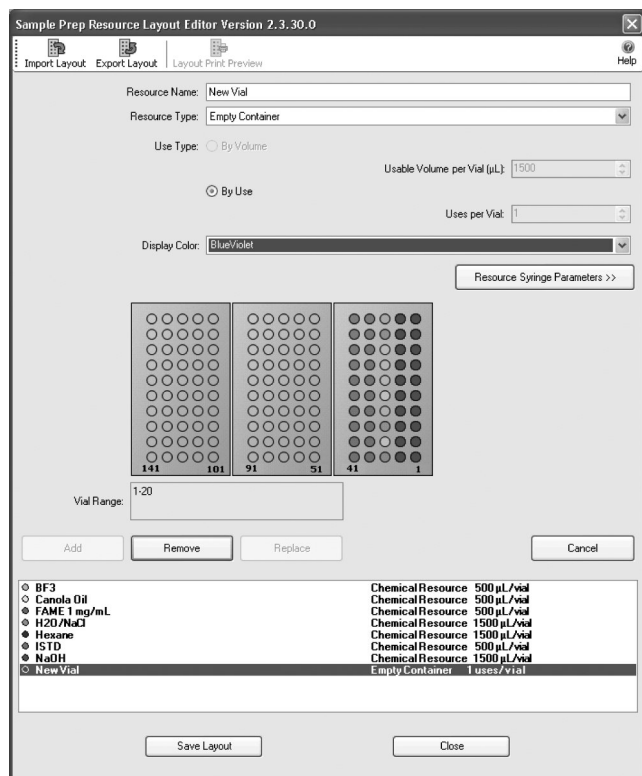 Sample Prep Resource Layout Editor Version 2.3.30.0
Import Layout Export Layout Layout Print Preview Help
Resource Name: New Vial
Resource Type: Empty Container
Use Type: By Volume
Usable Volume per Vial (µL): 1500
By Use
Uses per Vial: 1
Display Color: BlueViolet
Resource Syringe Parameters >>
141 101 91 51 41 1
Vial Range: 1-20
Add Remove Replace Cancel
BF3 Chemical Resource 500 µL/vial
Canola Oil Chemical Resource 500 µL/vial
FAME 1 mg/mL Chemical Resource 500 µL/vial
H2O/NaCl Chemical Resource 1500 µL/vial
Hexane Chemical Resource 1500 µL/vial
ISTD Chemical Resource 500 µL/vial
NaOH Chemical Resource 1500 µL/vial
New Vial Empty Container 1 uses/vial
Save Layout Close